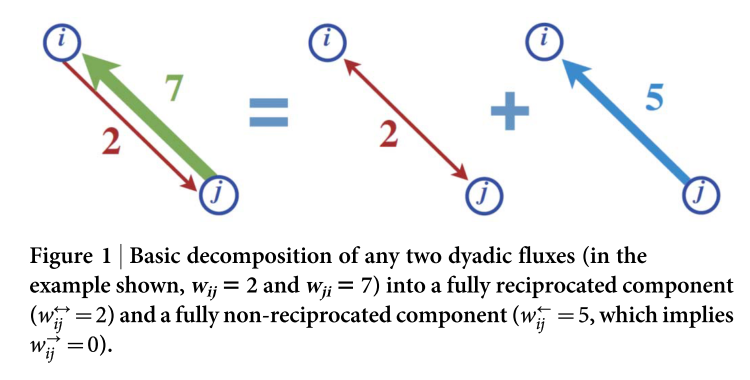 i i i
7 = 2 + 5
2
j j j
Figure 1 | Basic decomposition of any two dyadic fluxes (in the
example shown, wᵢⱼ = 2 and wⱼᵢ = 7) into a fully reciprocated component
(w↔ᵢⱼ = 2) and a fully non-reciprocated component (w←ᵢⱼ = 5, which implies
w→ᵢⱼ = 0).